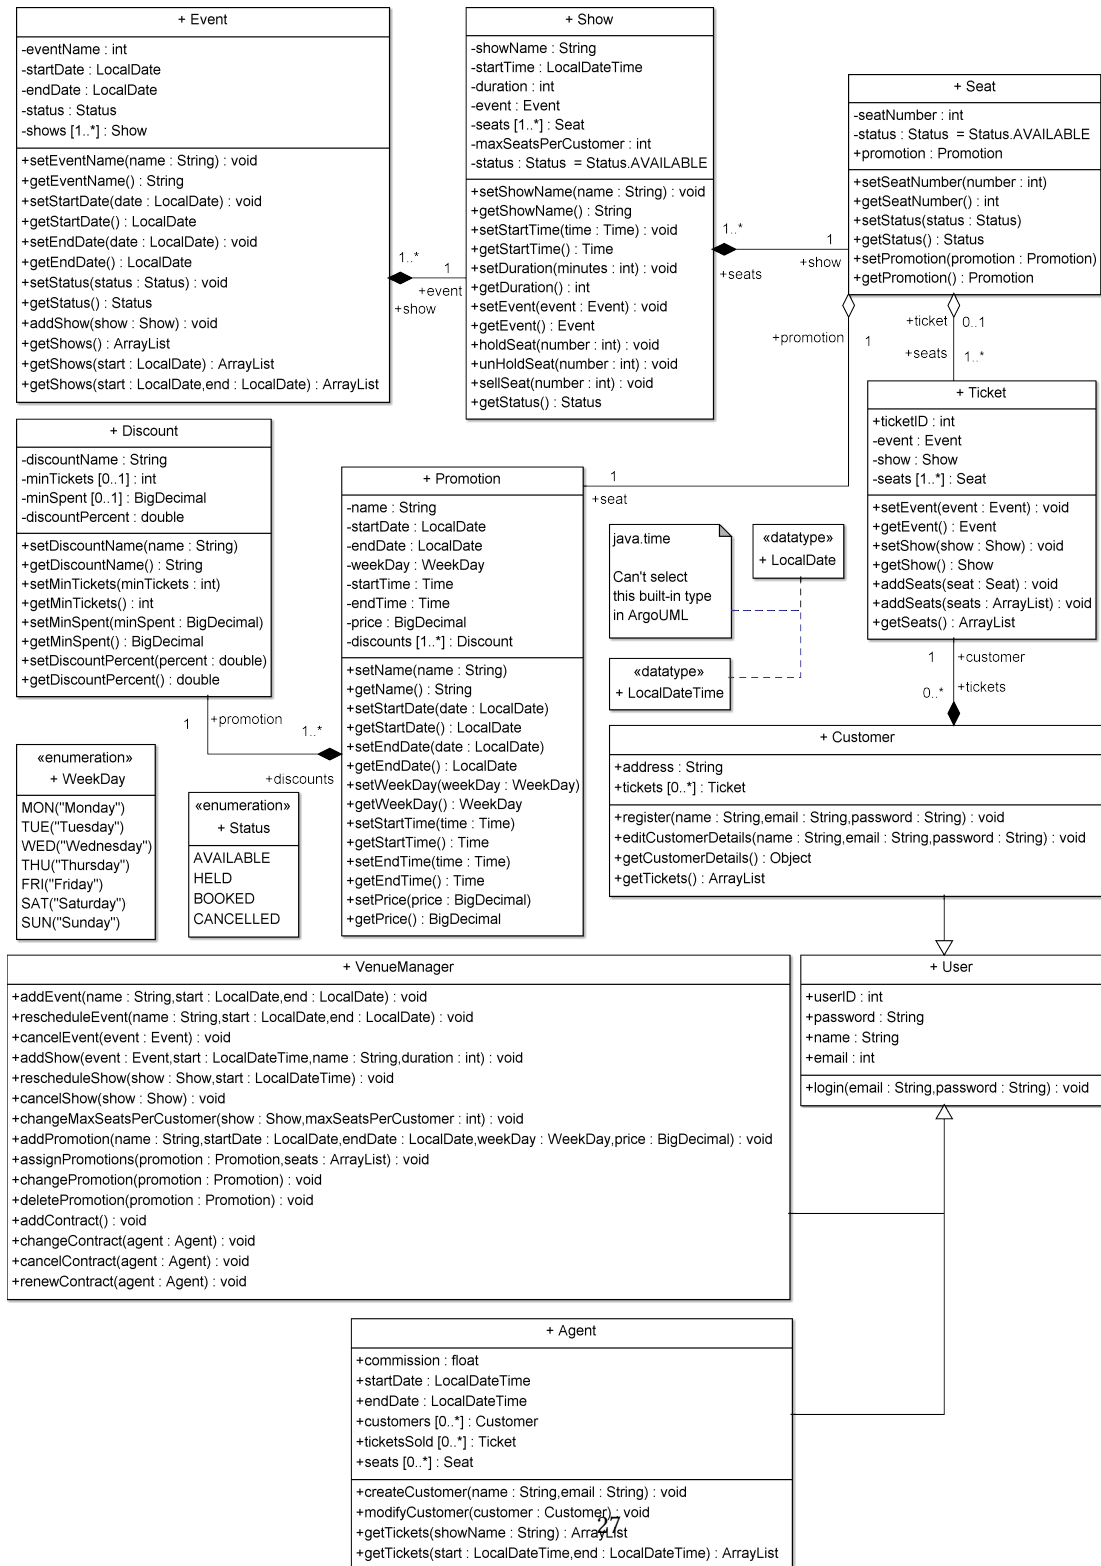 + Event
-eventName : int
-startDate : LocalDate
-endDate : LocalDate
-status : Status
-shows [1..*] : Show
+setEventName(name : String) : void
+getEventName() : String
+setStartDate(date : LocalDate) : void
+getStartDate() : LocalDate
+setEndDate(date : LocalDate) : void
+getEndDate() : LocalDate
+setStatus(status : Status) : void
+getStatus() : Status
+addShow(show : Show) : void
+getShows() : ArrayList
+getShows(start : LocalDate) : ArrayList
+getShows(start : LocalDate,end : LocalDate) : ArrayList
1..*
1
+event
+show
+ Show
-showName : String
-startTime : LocalDateTime
-duration : int
-event : Event
-seats [1..*] : Seat
-maxSeatsPerCustomer : int
-status : Status = Status.AVAILABLE
+setShowName(name : String) : void
+getShowName() : String
+setStartTime(time : Time) : void
+getStartTime() : Time
+setDuration(minutes : int) : void
+getDuration() : int
+setEvent(event : Event) : void
+getEvent() : Event
+holdSeat(number : int) : void
+unHoldSeat(number : int) : void
+sellSeat(number : int) : void
+getStatus() : Status
1..*
1
+show
+seats
+ Seat
-seatNumber : int
-status : Status = Status.AVAILABLE
+promotion : Promotion
+setSeatNumber(number : int)
+getSeatNumber() : int
+setStatus(status : Status)
+getStatus() : Status
+setPromotion(promotion : Promotion)
+getPromotion() : Promotion
+promotion
1
+ticket
0..1
+seats
1..*
+ Ticket
+ticketID : int
-event : Event
-show : Show
-seats [1..*] : Seat
+setEvent(event : Event) : void
+getEvent() : Event
+setShow(show : Show) : void
+getShow() : Show
+addSeats(seat : Seat) : void
+addSeats(seats : ArrayList) : void
+getSeats() : ArrayList
1
+customer
0..*
+tickets
+ Discount
-discountName : String
-minTickets [0..1] : int
-minSpent [0..1] : BigDecimal
-discountPercent : double
+setDiscountName(name : String)
+getDiscountName() : String
+setMinTickets(minTickets : int)
+getMinTickets() : int
+setMinSpent(minSpent : BigDecimal)
+getMinSpent() : BigDecimal
+setDiscountPercent(percent : double)
+getDiscountPercent() : double
1
+promotion
1..*
+discounts
+ Promotion
-name : String
-startDate : LocalDate
-endDate : LocalDate
-weekDay : WeekDay
-startTime : Time
-endTime : Time
-price : BigDecimal
-discounts [1..*] : Discount
+setName(name : String)
+getName() : String
+setStartDate(date : LocalDate)
+getStartDate() : LocalDate
+setEndDate(date : LocalDate)
+getEndDate() : LocalDate
+setWeekDay(weekDay : WeekDay)
+getWeekDay() : WeekDay
+setStartTime(time : Time)
+getStartTime() : Time
+setEndTime(time : Time)
+getEndTime() : Time
+setPrice(price : BigDecimal)
+getPrice() : BigDecimal
1
+seat
java.time
Can't select
this built-in type
in ArgoUML
«datatype»
+ LocalDate
«datatype»
+ LocalDateTime
«enumeration»
+ WeekDay
MON("Monday")
TUE("Tuesday")
WED("Wednesday")
THU("Thursday")
FRI("Friday")
SAT("Saturday")
SUN("Sunday")
«enumeration»
+ Status
AVAILABLE
HELD
BOOKED
CANCELLED
+ Customer
+address : String
+tickets [0..*] : Ticket
+register(name : String,email : String,password : String) : void
+editCustomerDetails(name : String,email : String,password : String) : void
+getCustomerDetails() : Object
+getTickets() : ArrayList
+ VenueManager
+addEvent(name : String,start : LocalDate,end : LocalDate) : void
+rescheduleEvent(name : String,start : LocalDate,end : LocalDate) : void
+cancelEvent(event : Event) : void
+addShow(event : Event,start : LocalDateTime,name : String,duration : int) : void
+rescheduleShow(show : Show,start : LocalDateTime) : void
+cancelShow(show : Show) : void
+changeMaxSeatsPerCustomer(show : Show,maxSeatsPerCustomer : int) : void
+addPromotion(name : String,startDate : LocalDate,endDate : LocalDate,weekDay : WeekDay,price : BigDecimal) : void
+assignPromotions(promotion : Promotion,seats : ArrayList) : void
+changePromotion(promotion : Promotion) : void
+deletePromotion(promotion : Promotion) : void
+addContract() : void
+changeContract(agent : Agent) : void
+cancelContract(agent : Agent) : void
+renewContract(agent : Agent) : void
+ User
+userID : int
+password : String
+name : String
+email : int
+login(email : String,password : String) : void
+ Agent
+commission : float
+startDate : LocalDateTime
+endDate : LocalDateTime
+customers [0..*] : Customer
+ticketsSold [0..*] : Ticket
+seats [0..*] : Seat
+createCustomer(name : String,email : String) : void
+modifyCustomer(customer : Customer) : void
+getTickets(showName : String) : ArrayList
+getTickets(start : LocalDateTime,end : LocalDateTime) : ArrayList
27